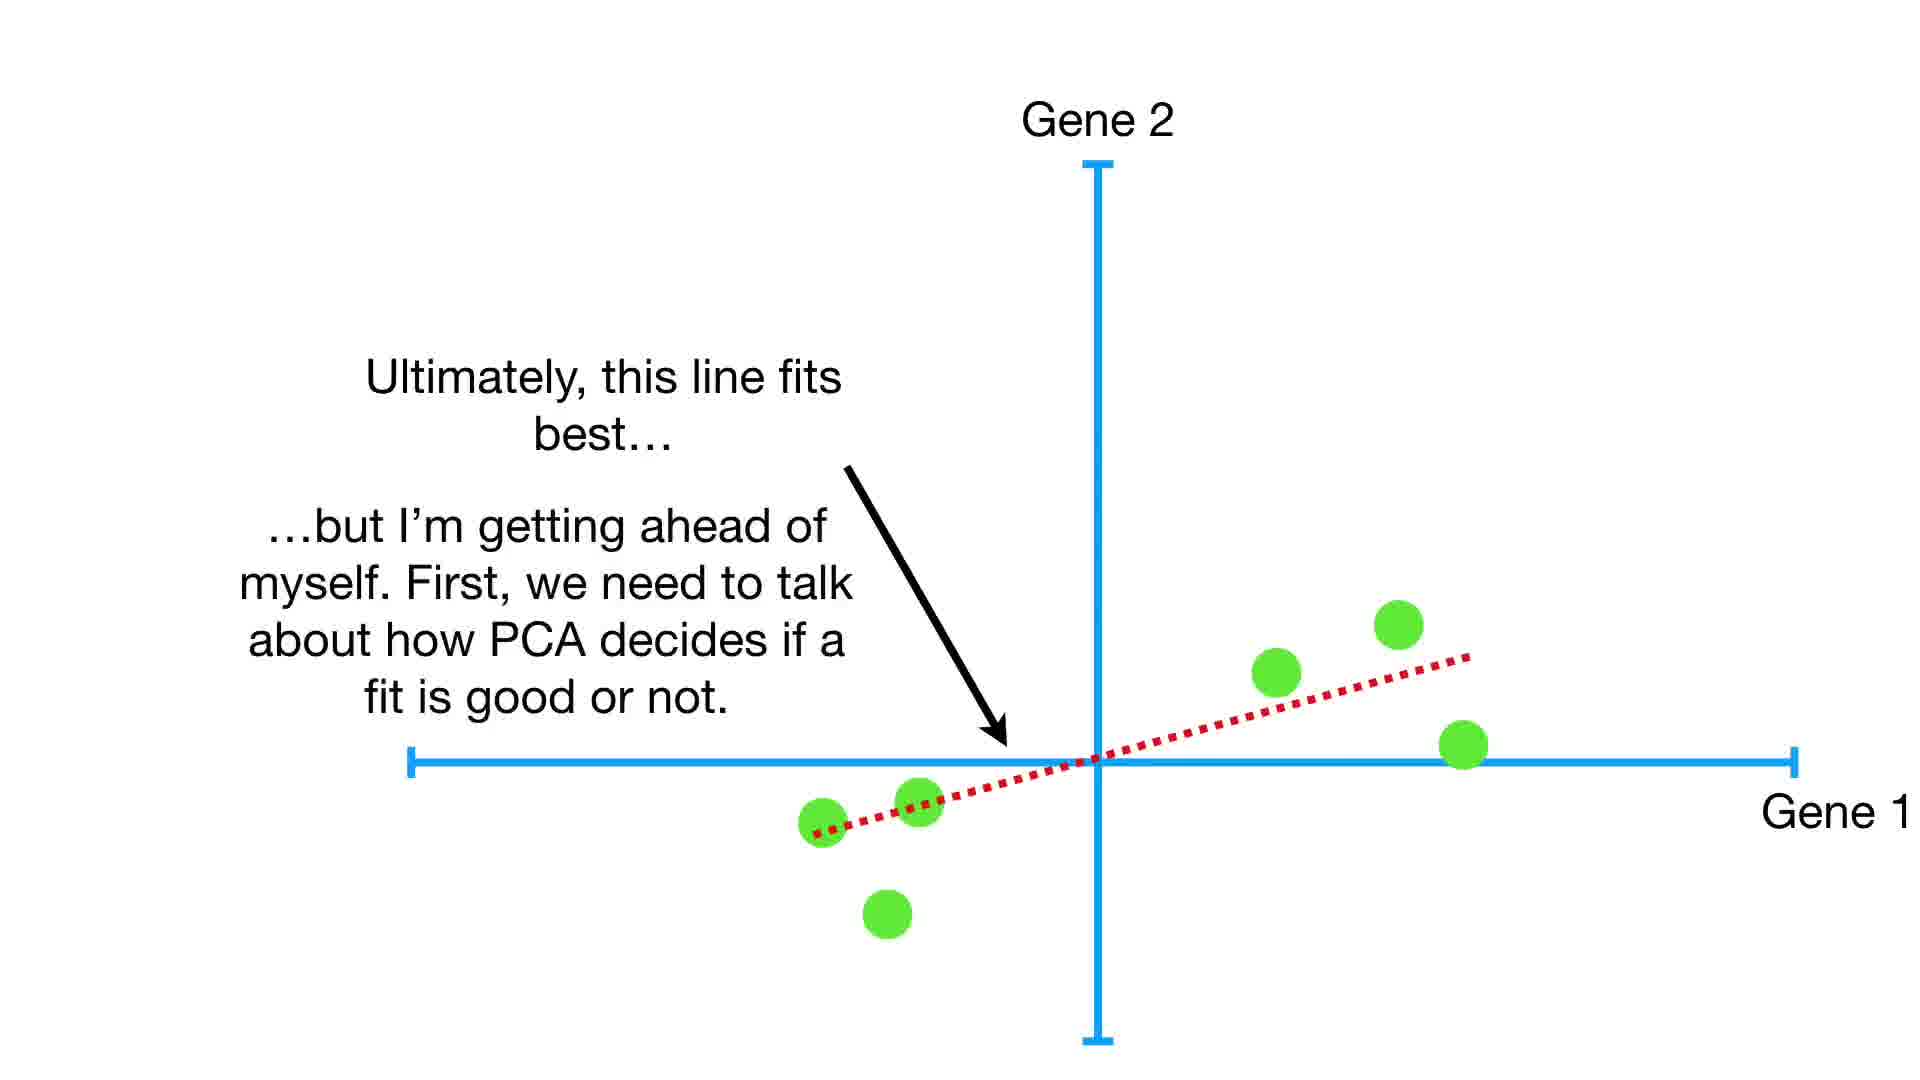 Gene 2
Ultimately, this line fits
best…
…but I’m getting ahead of
myself. First, we need to talk
about how PCA decides if a
fit is good or not.
Gene 1